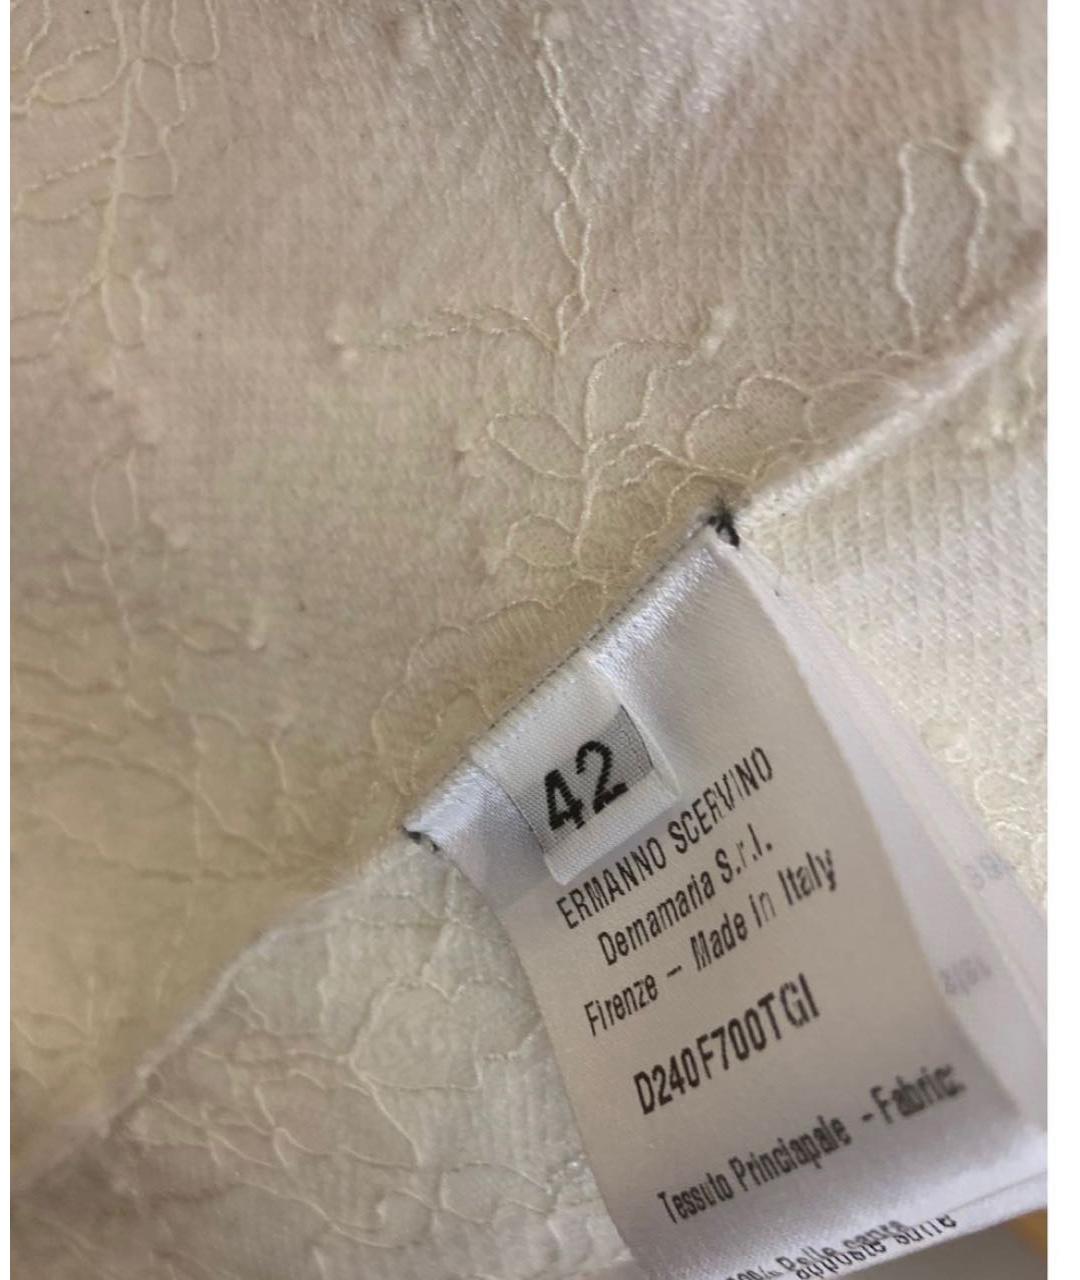 42
ERMANNO SCERVINO
Dernamaria S.r.l.
Firenze – Made in Italy
D240F700TGI
Tessuto Principale - Fabric: